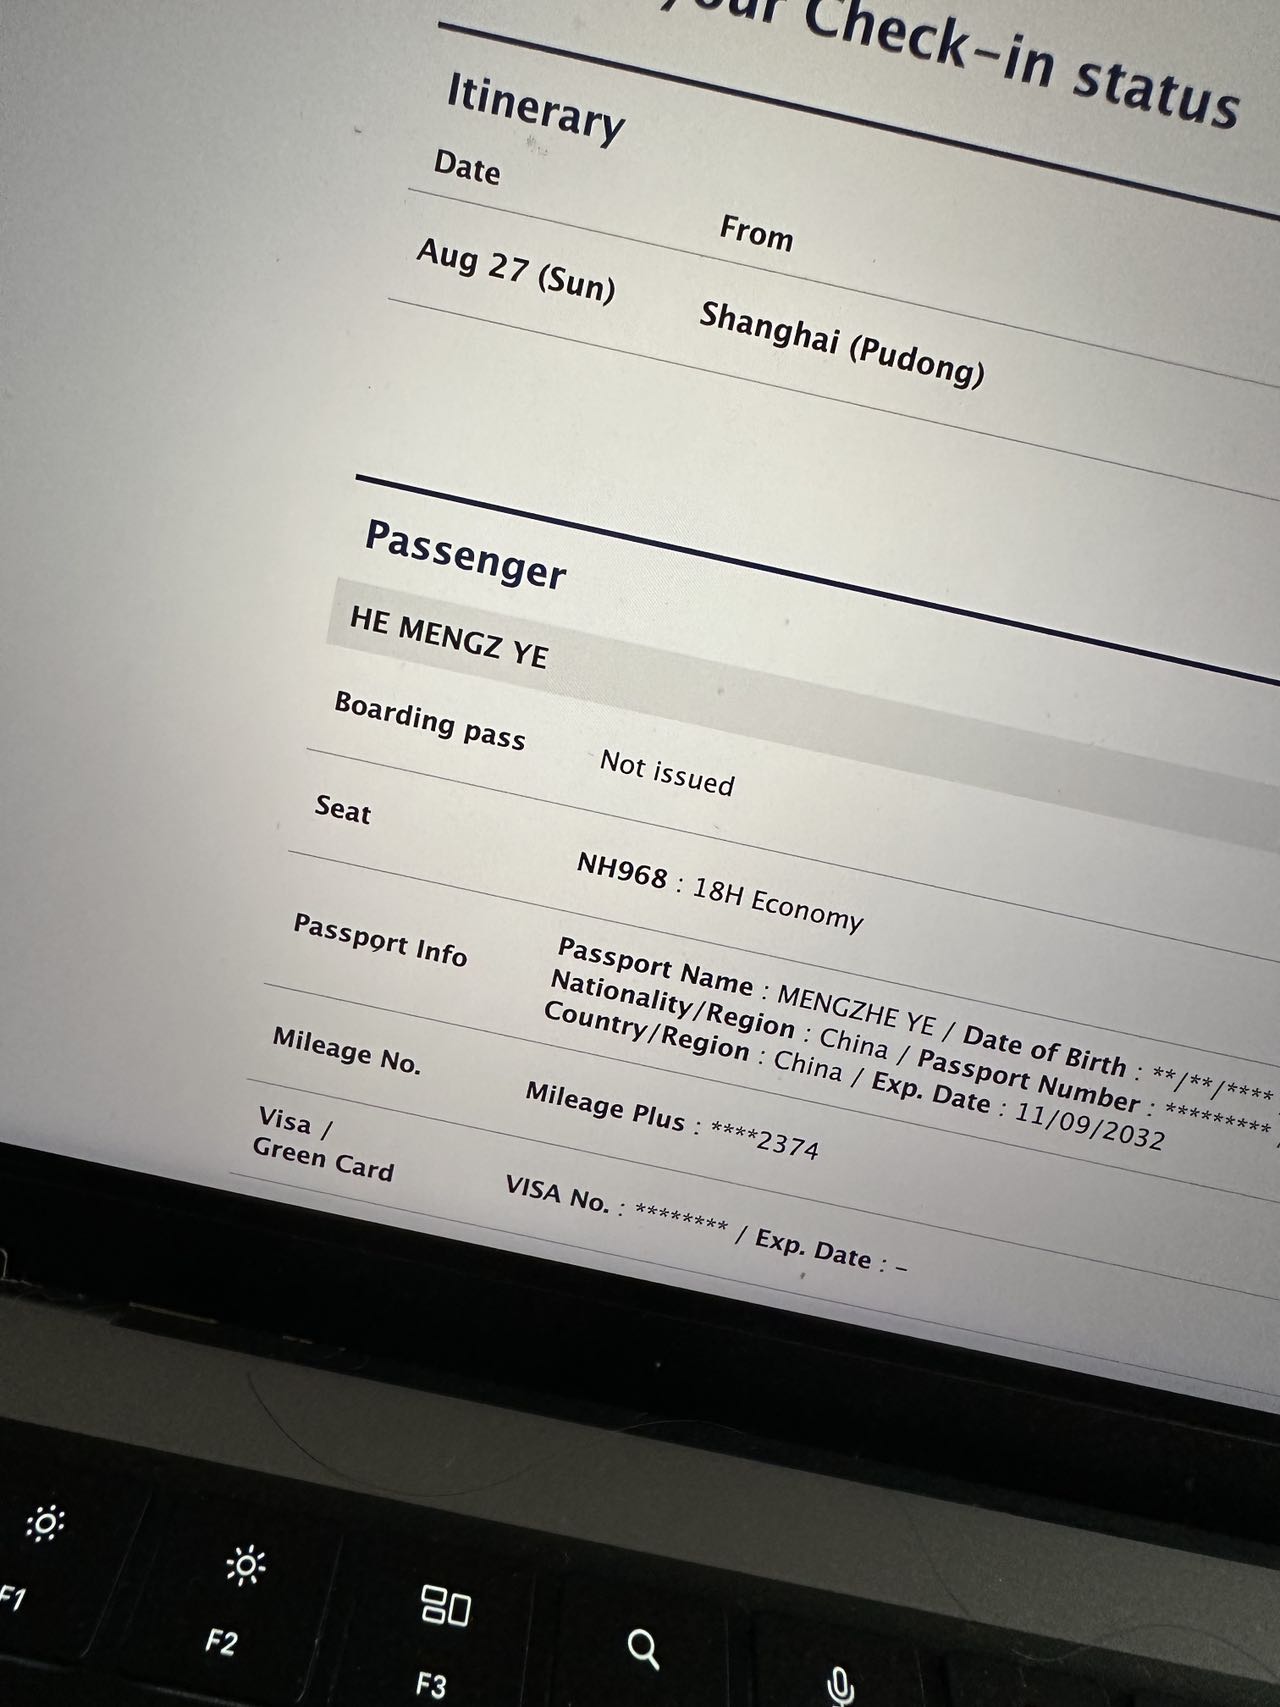 your Check-in status
Itinerary
Date
From
Aug 27 (Sun)
Shanghai (Pudong)
Passenger
HE MENGZ YE
Boarding pass
Not issued
Seat
NH968 : 18H Economy
Passport Info
Passport Name : MENGZHE YE / Date of Birth : **/**/****
Nationality/Region : China / Passport Number : ********* /
Country/Region : China / Exp. Date : 11/09/2032
Mileage No.
Mileage Plus : ****2374
Visa /
Green Card
VISA No. : ******** / Exp. Date : –
F1
F2
F3